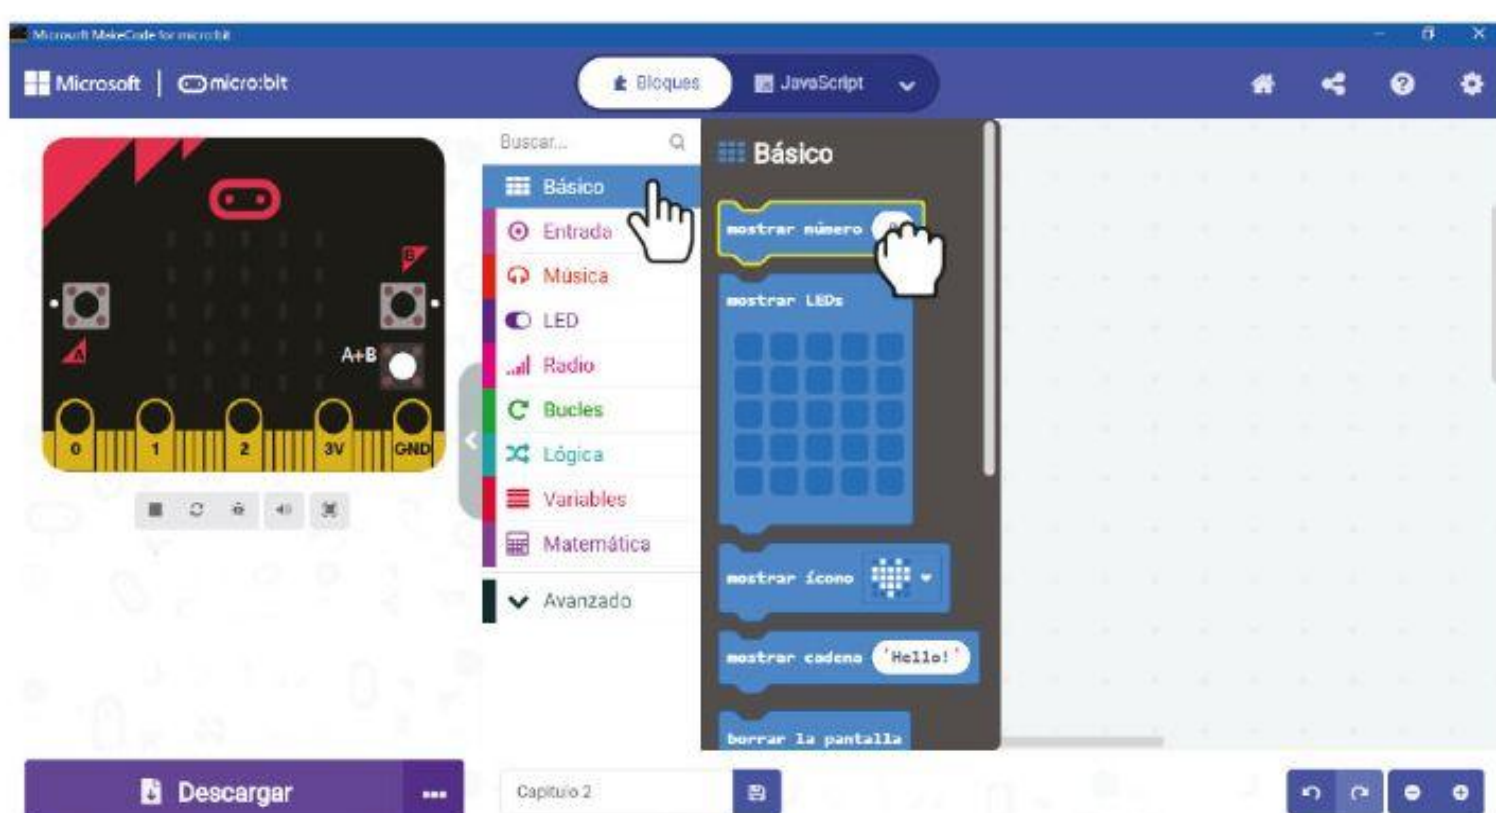 Microsoft MakeCode for micro:bit
Microsoft micro:bit
Bloques
JavaScript
B
A
A+B
0 1 2 3V GND
Buscar...
Básico
Entrada
Música
LED
Radio
Bucles
Lógica
Variables
Matemática
Avanzado
Básico
mostrar número
mostrar LEDs
mostrar ícono
mostrar cadena "Hello!"
borrar la pantalla
Descargar
Capitulo 2